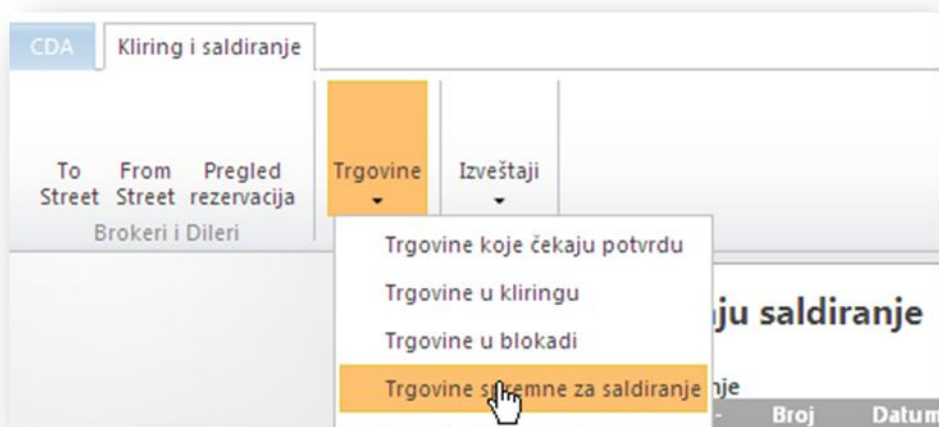 CDA Kliring i saldiranje
To Street From Street Pregled rezervacija Trgovine Izveštaji
Brokeri i Dileri
Trgovine koje čekaju potvrdu
Trgovine u kliringu
ju saldiranje
Trgovine u blokadi
Trgovine spremne za saldiranje nje
- Broj Datum